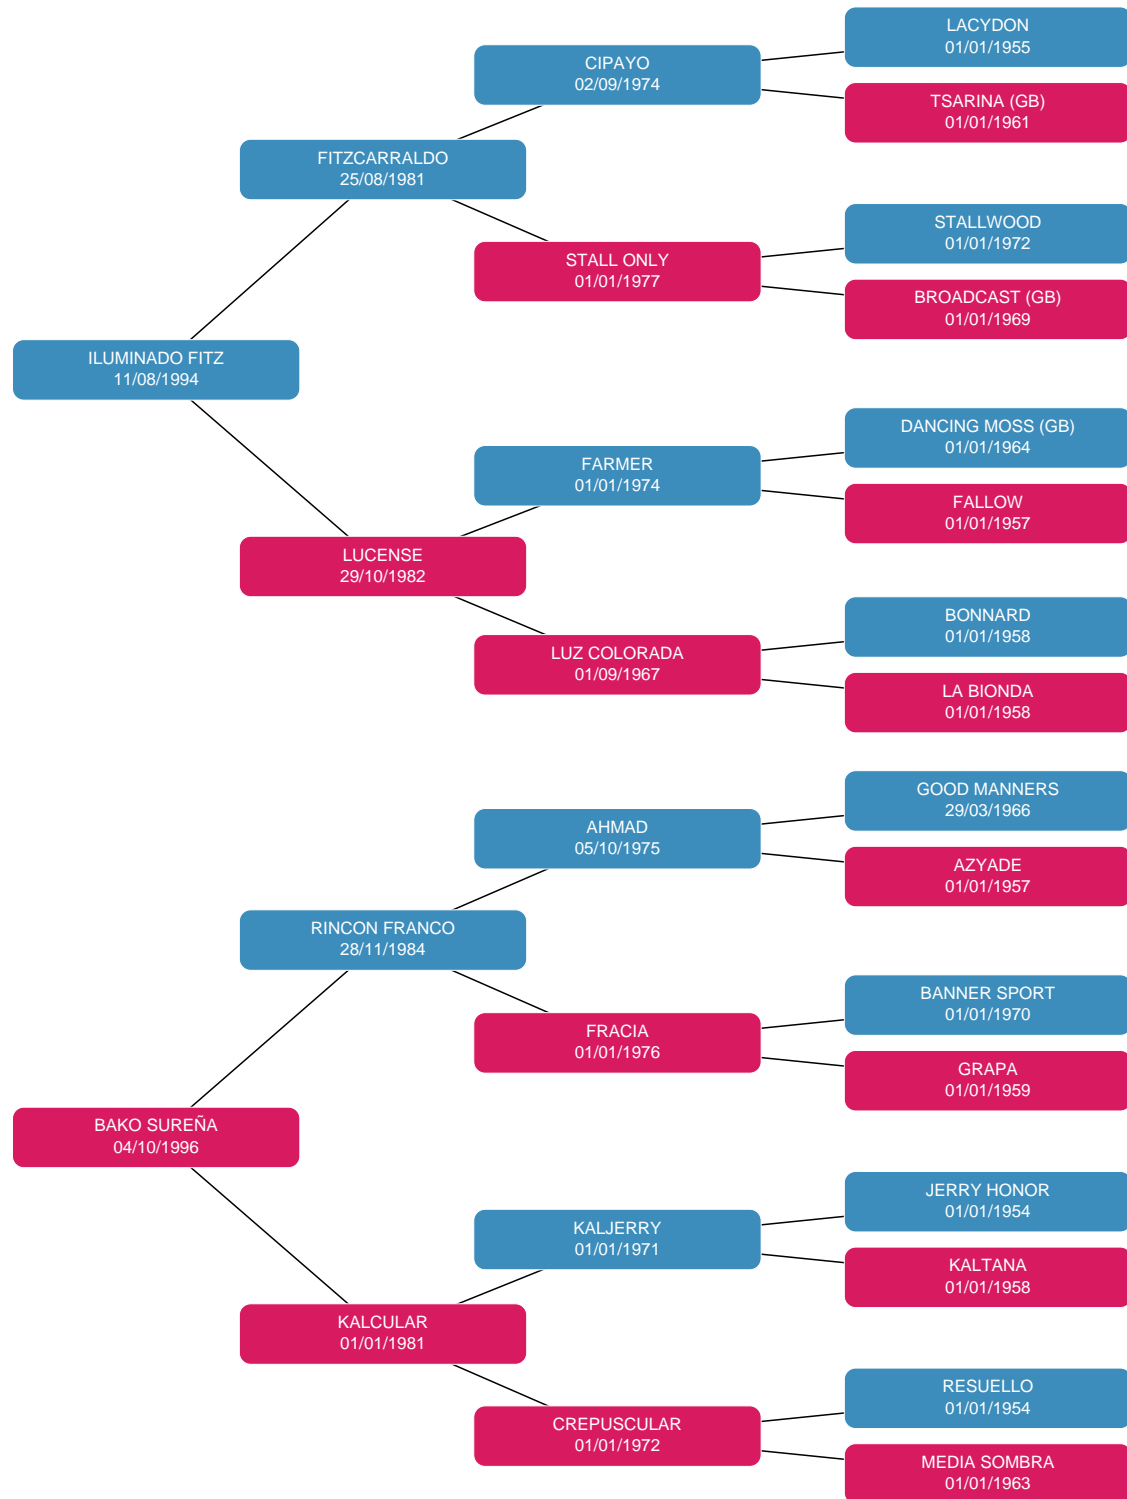 LACYDON
01/01/1955
CIPAYO
02/09/1974
TSARINA (GB)
01/01/1961
FITZCARRALDO
25/08/1981
STALLWOOD
01/01/1972
STALL ONLY
01/01/1977
BROADCAST (GB)
01/01/1969
ILUMINADO FITZ
11/08/1994
DANCING MOSS (GB)
01/01/1964
FARMER
01/01/1974
FALLOW
01/01/1957
LUCENSE
29/10/1982
BONNARD
01/01/1958
LUZ COLORADA
01/09/1967
LA BIONDA
01/01/1958
GOOD MANNERS
29/03/1966
AHMAD
05/10/1975
AZYADE
01/01/1957
RINCON FRANCO
28/11/1984
BANNER SPORT
01/01/1970
FRACIA
01/01/1976
GRAPA
01/01/1959
BAKO SUREÑA
04/10/1996
JERRY HONOR
01/01/1954
KALJERRY
01/01/1971
KALTANA
01/01/1958
KALCULAR
01/01/1981
RESUELLO
01/01/1954
CREPUSCULAR
01/01/1972
MEDIA SOMBRA
01/01/1963